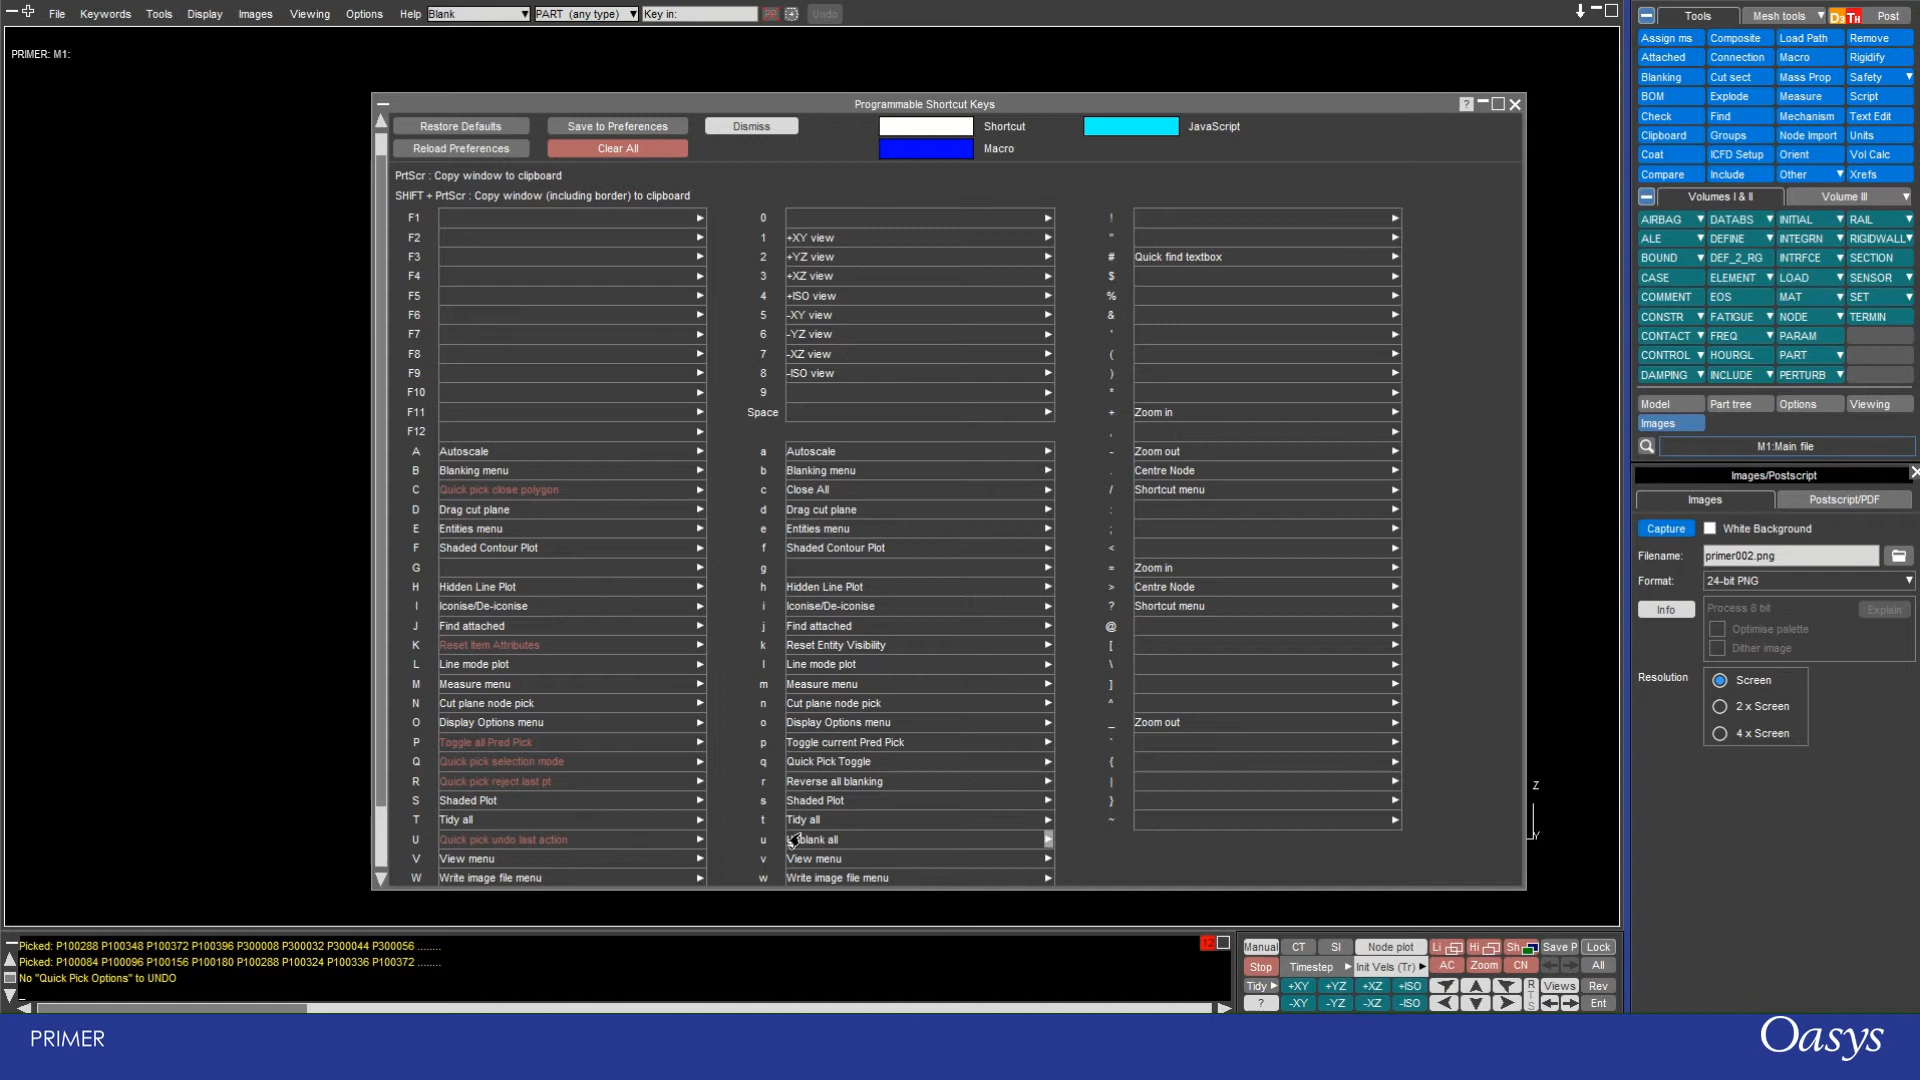 File Keywords Tools Display Images Viewing Options Help Blank PART (any type) Key in: Undo
PRIMER: M1:
Programmable Shortcut Keys
Restore Defaults Save to Preferences Dismiss Shortcut JavaScript
Reload Preferences Clear All Macro
PrtScr : Copy window to clipboard
SHIFT + PrtScr : Copy window (including border) to clipboard
F1 0 !
F2 1 +XY view "
F3 2 +YZ view # Quick find textbox
F4 3 +XZ view $
F5 4 +ISO view %
F6 5 -XY view &
F7 6 -YZ view '
F8 7 -XZ view (
F9 8 -ISO view )
F10 9 *
F11 Space + Zoom in
F12 ,
A Autoscale a Autoscale - Zoom out
B Blanking menu b Blanking menu . Centre Node
C Quick pick close polygon c Close All / Shortcut menu
D Drag cut plane d Drag cut plane :
E Entities menu e Entities menu ;
F Shaded Contour Plot f Shaded Contour Plot <
G g = Zoom in
H Hidden Line Plot h Hidden Line Plot > Centre Node
I Iconise/De-iconise i Iconise/De-iconise ? Shortcut menu
J Find attached j Find attached @
K Reset Item Attributes k Reset Entity Visibility [
L Line mode plot l Line mode plot \
M Measure menu m Measure menu ]
N Cut plane node pick n Cut plane node pick ^
O Display Options menu o Display Options menu _ Zoom out
P Toggle all Pred Pick p Toggle current Pred Pick `
Q Quick pick selection mode q Quick Pick Toggle {
R Quick pick reject last pt r Reverse all blanking |
S Shaded Plot s Shaded Plot }
T Tidy all t Tidy all ~
U Quick pick undo last action u blank all
V View menu v View menu
W Write image file menu w Write image file menu
Z
Y
Tools Mesh tools D3 TH Post
Assign ms Composite Load Path Remove
Attached Connection Macro Rigidify
Blanking Cut sect Mass Prop Safety
BOM Explode Measure Script
Check Find Mechanism Text Edit
Clipboard Groups Node Import Units
Coat ICFD Setup Orient Vol Calc
Compare Include Other Xrefs
Volumes I & II Volume III
AIRBAG DATABS INITIAL RAIL
ALE DEFINE INTEGRN RIGIDWALL
BOUND DEF_2_RG INTRFCE SECTION
CASE ELEMENT LOAD SENSOR
COMMENT EOS MAT SET
CONSTR FATIGUE NODE TERMIN
CONTACT FREQ PARAM
CONTROL HOURGL PART
DAMPING INCLUDE PERTURB
Model Part tree Options Viewing
Images
M1:Main file
Images/Postscript
Images Postscript/PDF
Capture White Background
Filename: primer002.png
Format: 24-bit PNG
Info Process 8 bit Explain
Optimise palette
Dither image
Resolution Screen
2 x Screen
4 x Screen
Picked: P100288 P100348 P100372 P100396 P300008 P300032 P300044 P300056 ........
Picked: P100084 P100096 P100156 P100180 P100288 P100324 P100336 P100372 ........
No "Quick Pick Options" to UNDO
12
Manual CT SI Node plot Li Hi Sh Save P Lock
Stop Timestep Init Vels (Tr) AC Zoom CN All
Tidy +XY +YZ +XZ +ISO R T S Views Rev
? -XY -YZ -XZ -ISO Ent
PRIMER
Oasys